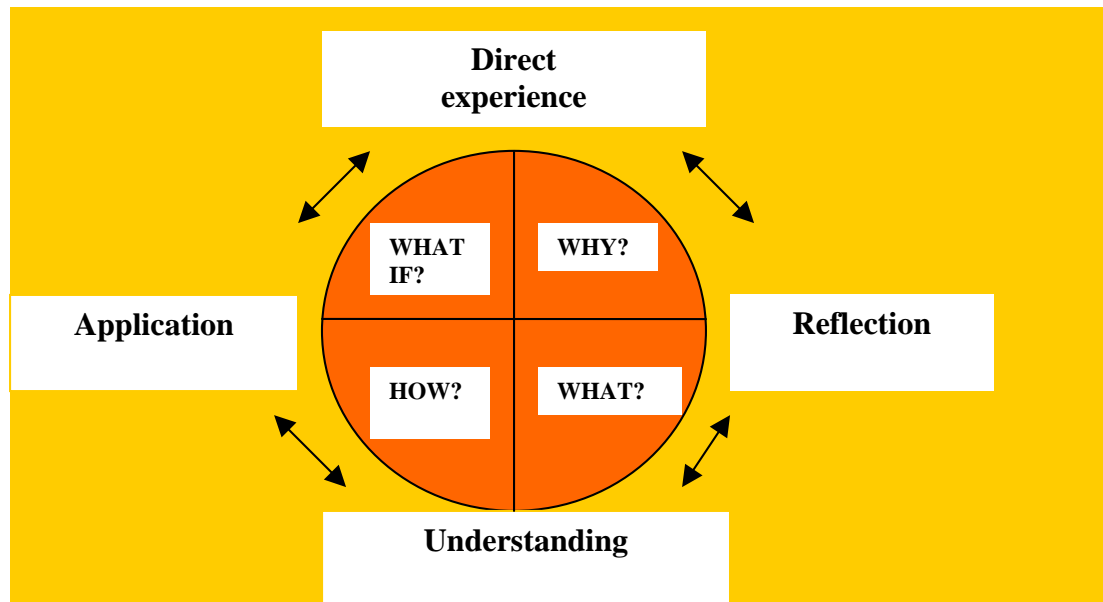 Direct
experience
WHAT
IF?
WHY?
Application
Reflection
HOW?
WHAT?
Understanding